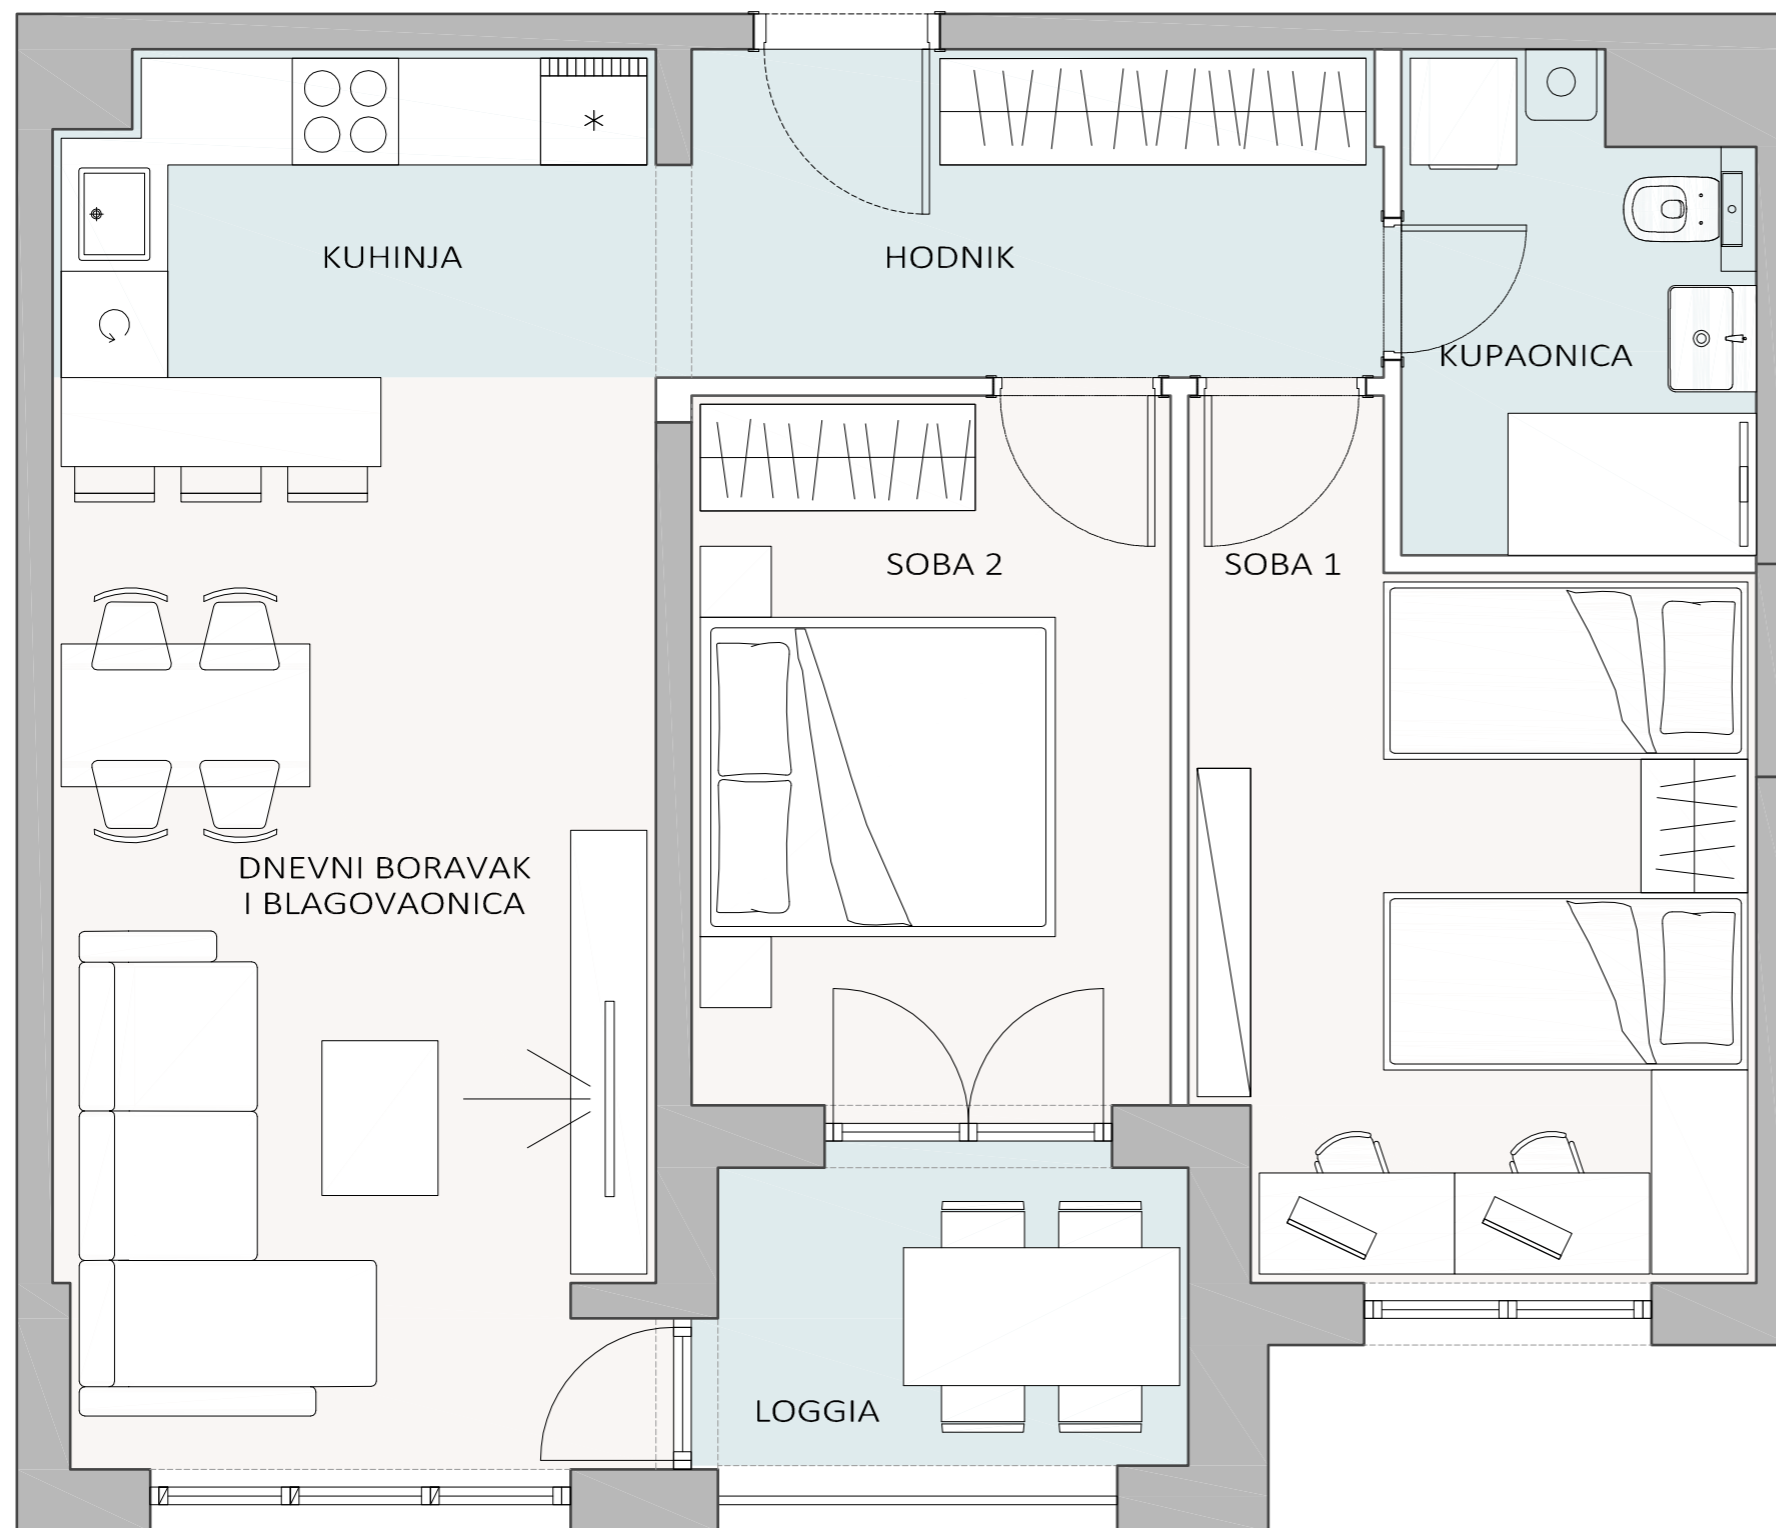 KUHINJA
HODNIK
KUPAONICA
SOBA 2
SOBA 1
DNEVNI BORAVAK
I BLAGOVAONICA
LOGGIA